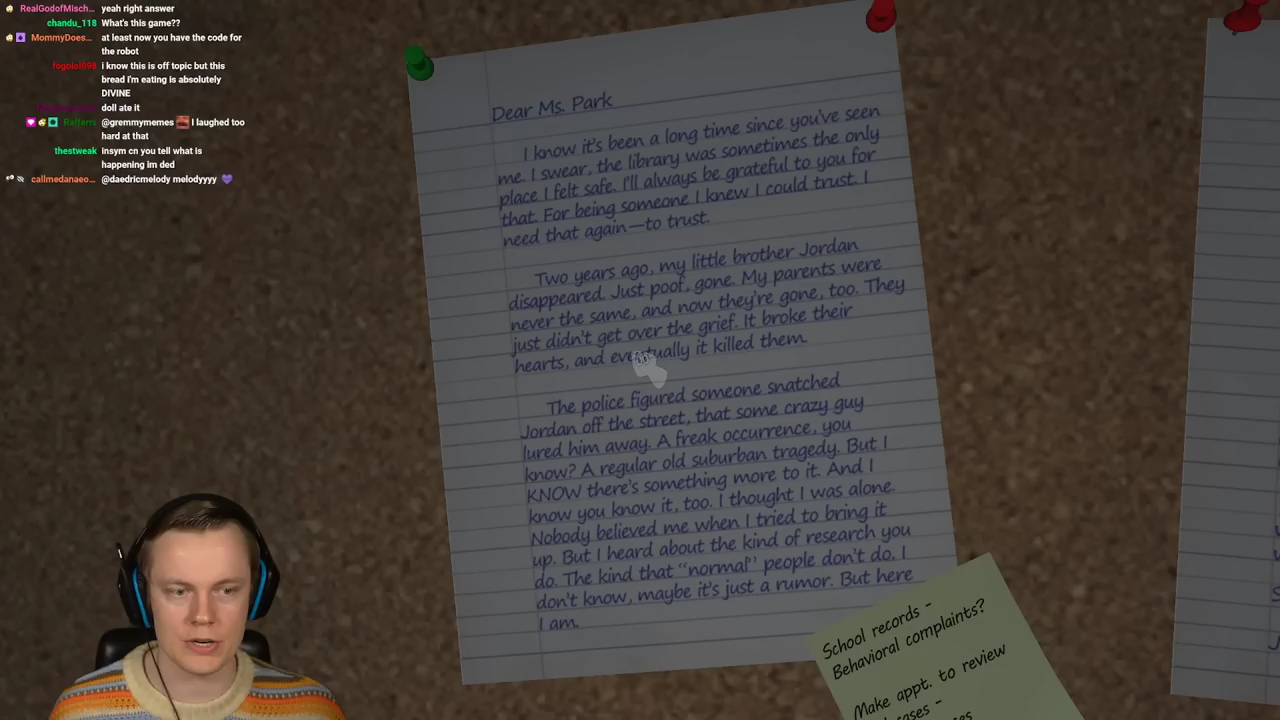 RealGodofMisch... yeah right answer
chandu_118 What's this game??
MommyDoes... at least now you have the code for
the robot
fogolol098 i know this is off topic but this
bread I'm eating is absolutely
DIVINE
doll ate it
Rafferrs @gremmymemes I laughed too
hard at that
thestweak insym cn you tell what is
happening im ded
callmedanaeo... @daedricmelody melodyyyy 💜
Dear Ms. Park
I know it's been a long time since you've seen
me. I swear, the library was sometimes the only
place I felt safe. I'll always be grateful to you for
that. For being someone I knew I could trust. I
need that again—to trust.
Two years ago, my little brother Jordan
disappeared. Just poof, gone. My parents were
never the same, and now they're gone, too. They
just didn't get over the grief. It broke their
hearts, and eventually it killed them.
The police figured someone snatched
Jordan off the street, that some crazy guy
lured him away. A freak occurrence, you
know? A regular old suburban tragedy. But I
KNOW there's something more to it. And I
know you know it, too. I thought I was alone.
Nobody believed me when I tried to bring it
up. But I heard about the kind of research you
do. The kind that "normal" people don't do. I
don't know, maybe it's just a rumor. But here
I am.
School records -
Behavioral complaints?
Make appt. to review